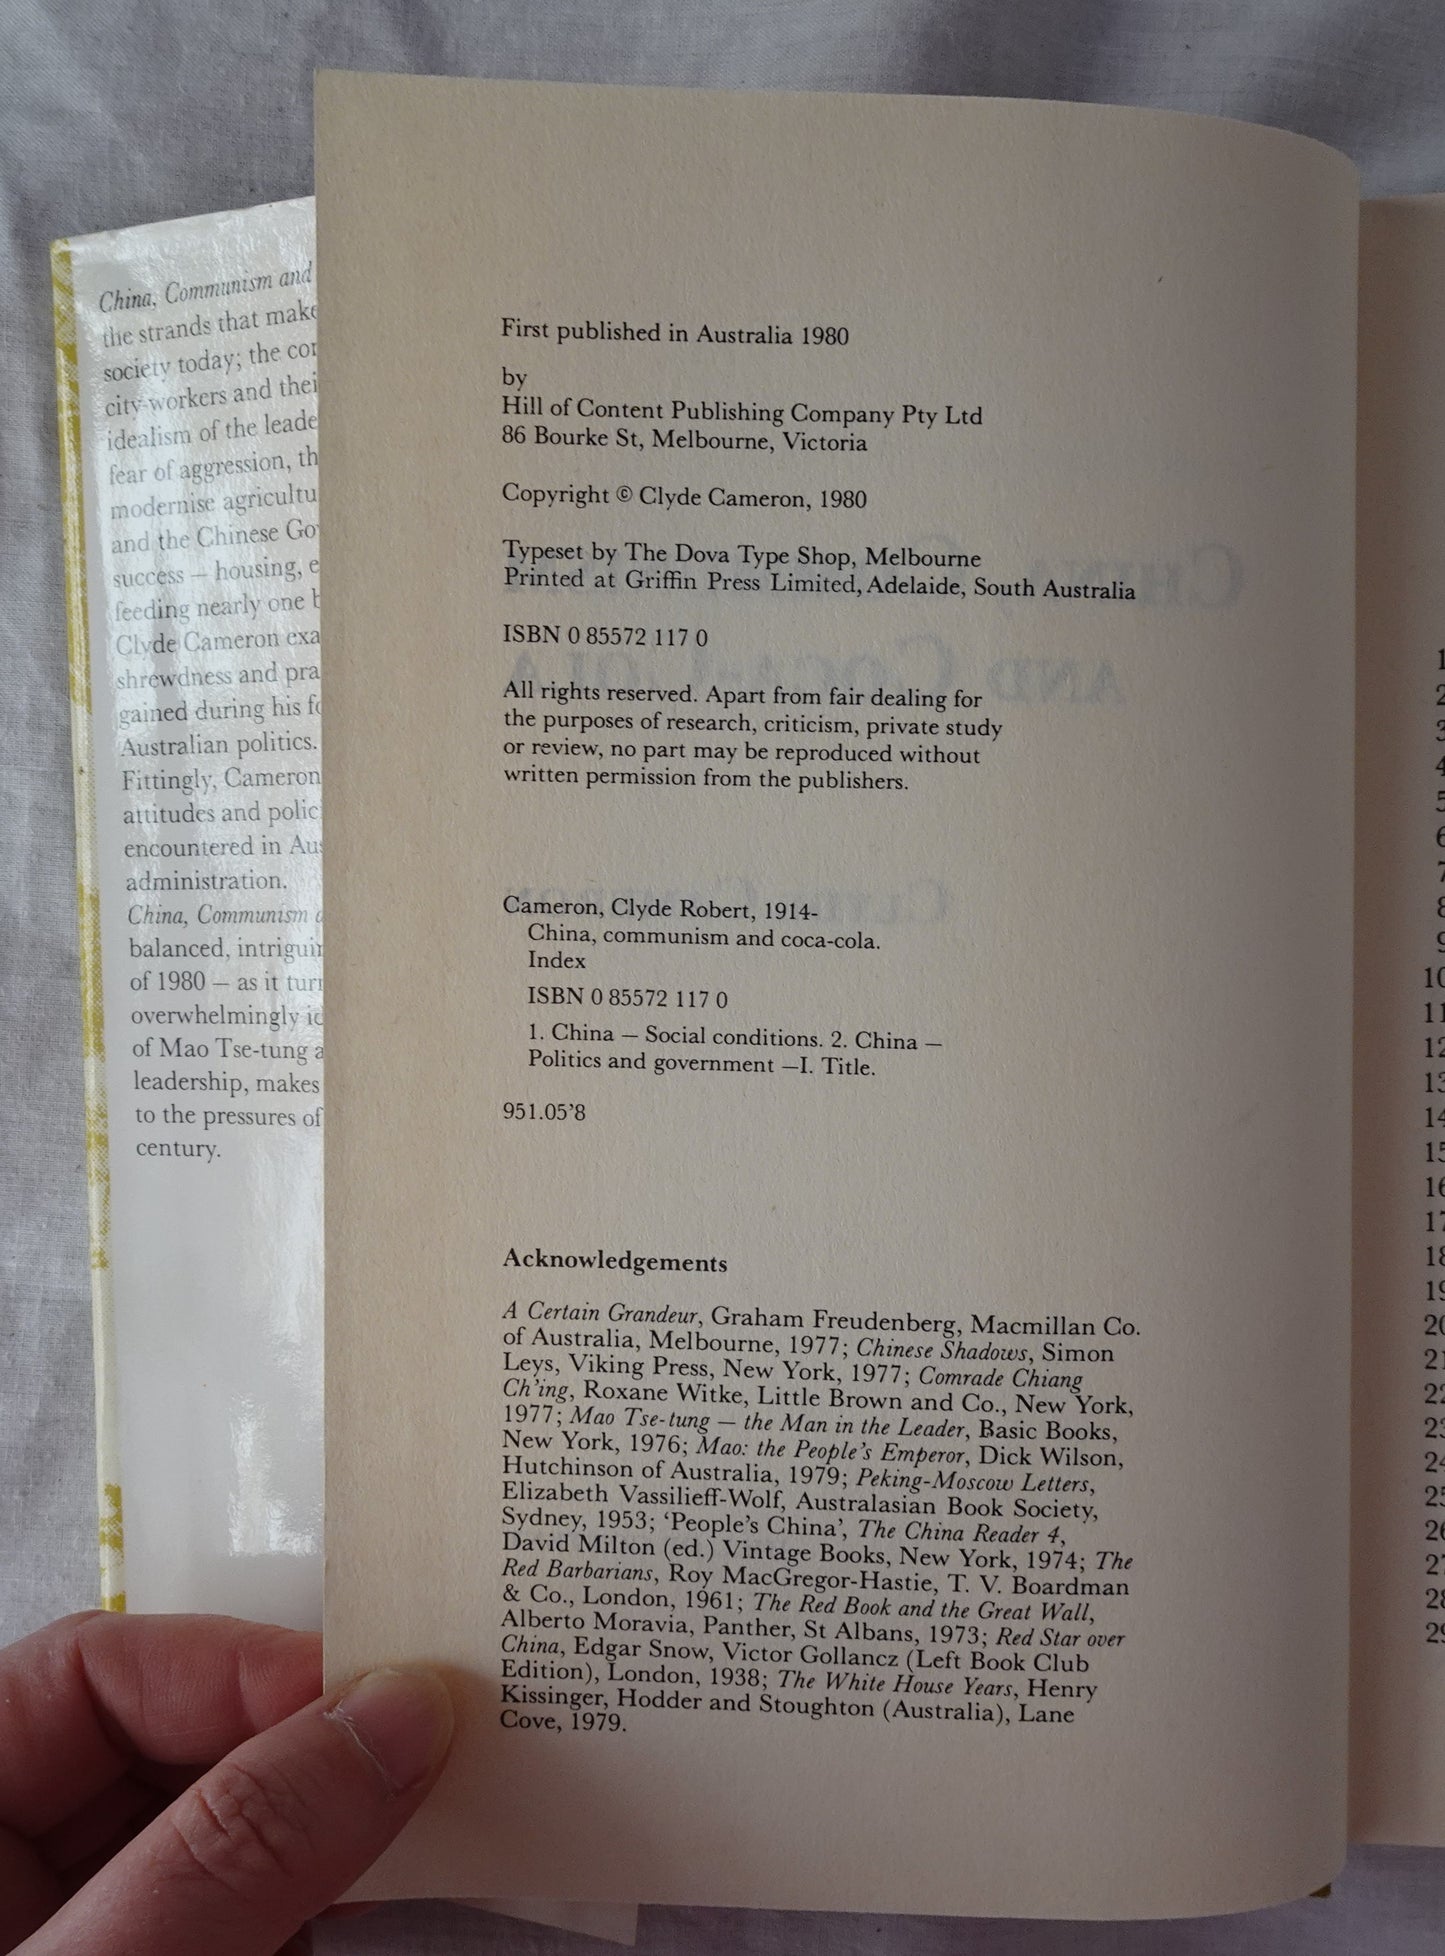 China, Communism and
the strands that make
society today; the
city-workers and their
idealism of the
fear of aggression,
modernise
and the Chinese
success – housing,
feeding nearly one
Clyde Cameron
shrewdness and
gained during his
Australian politics.
Fittingly, Cameron
attitudes and
encountered in
administration.
China, Communism
balanced,
of 1980 – as it
overwhelmingly
of Mao Tse-tung
leadership, makes
to the pressures of
century.
First published in Australia 1980
by
Hill of Content Publishing Company Pty Ltd
86 Bourke St, Melbourne, Victoria
Copyright © Clyde Cameron, 1980
Typeset by The Dova Type Shop, Melbourne
Printed at Griffin Press Limited, Adelaide, South Australia
ISBN 0 85572 117 0
All rights reserved. Apart from fair dealing for
the purposes of research, criticism, private study
or review, no part may be reproduced without
written permission from the publishers.
Cameron, Clyde Robert, 1914-
China, communism and coca-cola.
Index
ISBN 0 85572 117 0
1. China – Social conditions. 2. China –
Politics and government –I. Title.
951.05'8
Acknowledgements
A Certain Grandeur, Graham Freudenberg, Macmillan Co.
of Australia, Melbourne, 1977; Chinese Shadows, Simon
Leys, Viking Press, New York, 1977; Comrade Chiang
Ch'ing, Roxane Witke, Little Brown and Co., New York,
1977; Mao Tse-tung – the Man in the Leader, Basic Books,
New York, 1976; Mao: the People's Emperor, Dick Wilson,
Hutchinson of Australia, 1979; Peking-Moscow Letters,
Elizabeth Vassilieff-Wolf, Australasian Book Society,
Sydney, 1953; 'People's China', The China Reader 4,
David Milton (ed.) Vintage Books, New York, 1974; The
Red Barbarians, Roy MacGregor-Hastie, T. V. Boardman
& Co., London, 1961; The Red Book and the Great Wall,
Alberto Moravia, Panther, St Albans, 1973; Red Star over
China, Edgar Snow, Victor Gollancz (Left Book Club
Edition), London, 1938; The White House Years, Henry
Kissinger, Hodder and Stoughton (Australia), Lane
Cove, 1979.